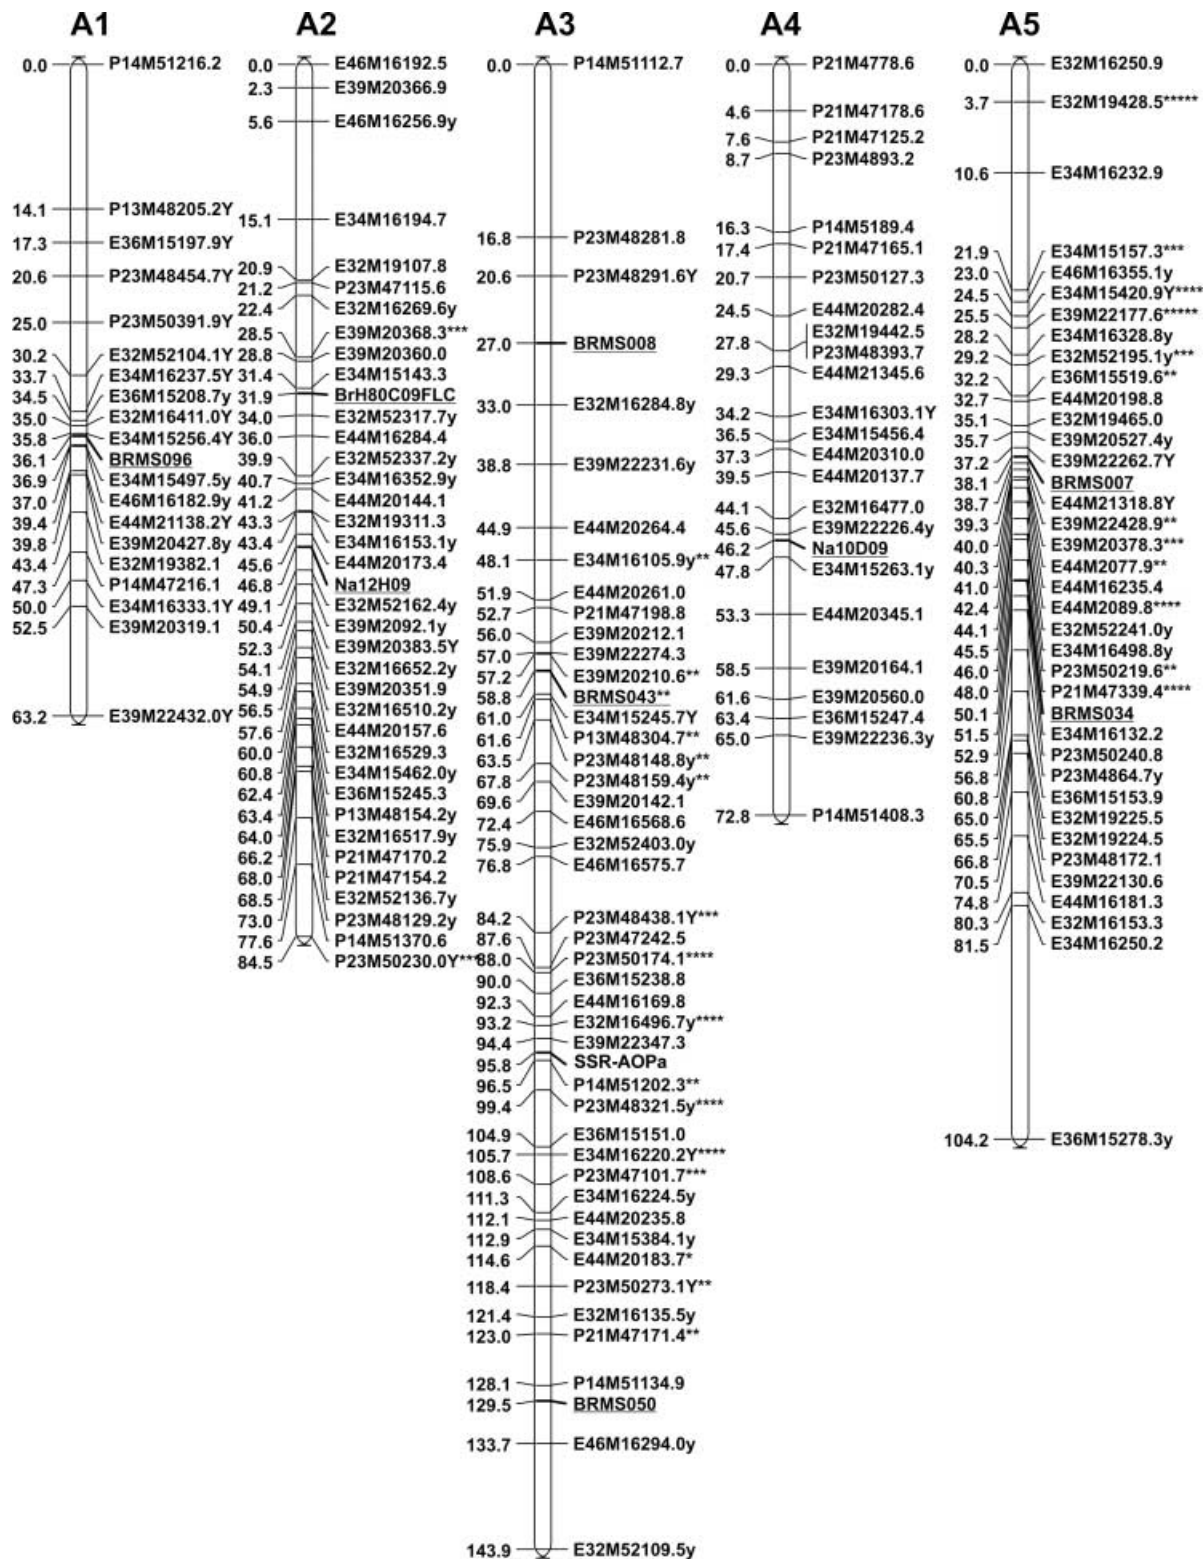 A1
0.0 P14M51216.2
14.1 P13M48205.2Y
17.3 E36M15197.9Y
20.6 P23M48454.7Y
25.0 P23M50391.9Y
30.2 E32M52104.1Y
33.7 E34M16237.5Y
34.5 E36M15208.7y
35.0 E32M16411.0Y
35.8 E34M15256.4Y
36.1 BRMS096
36.9 E34M15497.5y
37.0 E46M16182.9y
39.4 E44M21138.2Y
39.8 E39M20427.8y
43.4 E32M19382.1
47.3 P14M47216.1
50.0 E34M16333.1Y
52.5 E39M20319.1
63.2 E39M22432.0Y
A2
0.0 E46M16192.5
2.3 E39M20366.9
5.6 E46M16256.9y
15.1 E34M16194.7
20.9 E32M19107.8
21.2 P23M47115.6
22.4 E32M16269.6y
28.5 E39M20368.3***
28.8 E39M20360.0
31.4 E34M15143.3
31.9 BrH80C09FLC
34.0 E32M52317.7y
36.0 E44M16284.4
39.9 E32M52337.2y
40.7 E34M16352.9y
41.2 E44M20144.1
43.3 E32M19311.3
43.4 E34M16153.1y
45.6 E44M20173.4
46.8 Na12H09
49.1 E32M52162.4y
50.4 E39M2092.1y
52.3 E39M20383.5Y
54.1 E32M16652.2y
54.9 E39M20351.9
56.5 E32M16510.2y
57.6 E44M20157.6
60.0 E32M16529.3
60.8 E34M15462.0y
62.4 E36M15245.3
63.4 P13M48154.2y
64.0 E32M16517.9y
66.2 P21M47170.2
68.0 P21M47154.2
68.5 E32M52136.7y
73.0 P23M48129.2y
77.6 P14M51370.6
84.5 P23M50230.0Y***
A3
0.0 P14M51112.7
16.8 P23M48281.8
20.6 P23M48291.6Y
27.0 BRMS008
33.0 E32M16284.8y
38.8 E39M22231.6y
44.9 E44M20264.4
48.1 E34M16105.9y**
51.9 E44M20261.0
52.7 P21M47198.8
56.0 E39M20212.1
57.0 E39M22274.3
57.2 E39M20210.6**
58.8 BRMS043**
61.0 E34M15245.7Y
61.6 P13M48304.7**
63.5 P23M48148.8y**
67.8 P23M48159.4y**
69.6 E39M20142.1
72.4 E46M16568.6
75.9 E32M52403.0y
76.8 E46M16575.7
84.2 P23M48438.1Y***
87.6 P23M47242.5
88.0 P23M50174.1****
90.0 E36M15238.8
92.3 E44M16169.8
93.2 E32M16496.7y****
94.4 E39M22347.3
95.8 SSR-AOPa
96.5 P14M51202.3**
99.4 P23M48321.5y****
104.9 E36M15151.0
105.7 E34M16220.2Y****
108.6 P23M47101.7***
111.3 E34M16224.5y
112.1 E44M20235.8
112.9 E34M15384.1y
114.6 E44M20183.7*
118.4 P23M50273.1Y**
121.4 E32M16135.5y
123.0 P21M47171.4**
128.1 P14M51134.9
129.5 BRMS050
133.7 E46M16294.0y
143.9 E32M52109.5y
A4
0.0 P21M4778.6
4.6 P21M47178.6
7.6 P21M47125.2
8.7 P23M4893.2
16.3 P14M5189.4
17.4 P21M47165.1
20.7 P23M50127.3
24.5 E44M20282.4
27.8 E32M19442.5
P23M48393.7
29.3 E44M21345.6
34.2 E34M16303.1Y
36.5 E34M15456.4
37.3 E44M20310.0
39.5 E44M20137.7
44.1 E32M16477.0
45.6 E39M22226.4y
46.2 Na10D09
47.8 E34M15263.1y
53.3 E44M20345.1
58.5 E39M20164.1
61.6 E39M20560.0
63.4 E36M15247.4
65.0 E39M22236.3y
72.8 P14M51408.3
A5
0.0 E32M16250.9
3.7 E32M19428.5*****
10.6 E34M16232.9
21.9 E34M15157.3***
23.0 E46M16355.1y
24.5 E34M15420.9Y****
25.5 E39M22177.6*****
28.2 E34M16328.8y
29.2 E32M52195.1y***
32.2 E36M15519.6**
32.7 E44M20198.8
35.1 E32M19465.0
35.7 E39M20527.4y
37.2 E39M22262.7Y
38.1 BRMS007
38.7 E44M21318.8Y
39.3 E39M22428.9**
40.0 E39M20378.3***
40.3 E44M2077.9**
41.0 E44M16235.4
42.4 E44M2089.8****
44.1 E32M52241.0y
45.5 E34M16498.8y
46.0 P23M50219.6**
48.0 P21M47339.4****
50.1 BRMS034
51.5 E34M16132.2
52.9 P23M50240.8
56.8 P23M4864.7y
60.8 E36M15153.9
65.0 E32M19225.5
65.5 E32M19224.5
66.8 P23M48172.1
70.5 E39M22130.6
74.8 E44M16181.3
80.3 E32M16153.3
81.5 E34M16250.2
104.2 E36M15278.3y